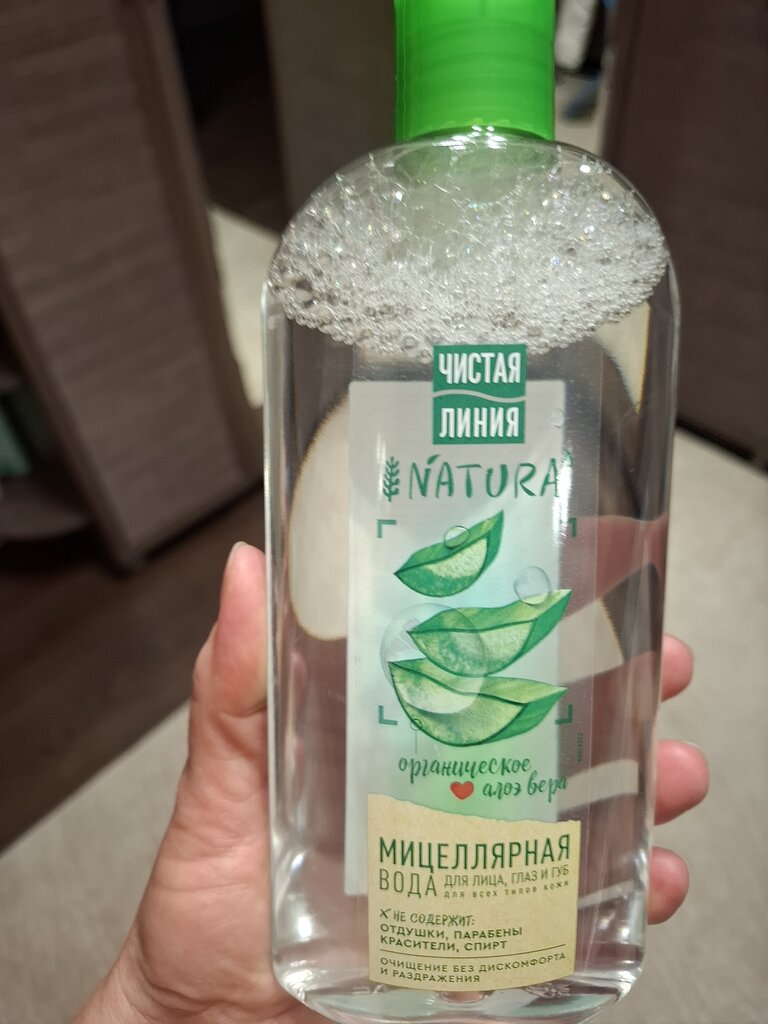 ЧИСТАЯ
ЛИНИЯ
NATURA
органическое
алоэ вера
МИЦЕЛЛЯРНАЯ
ВОДА ДЛЯ ЛИЦА, ГЛАЗ И ГУБ
для всех типов кожи
НЕ СОДЕРЖИТ:
ОТДУШКИ, ПАРАБЕНЫ
КРАСИТЕЛИ, СПИРТ
ОЧИЩЕНИЕ БЕЗ ДИСКОМФОРТА
И РАЗДРАЖЕНИЯ